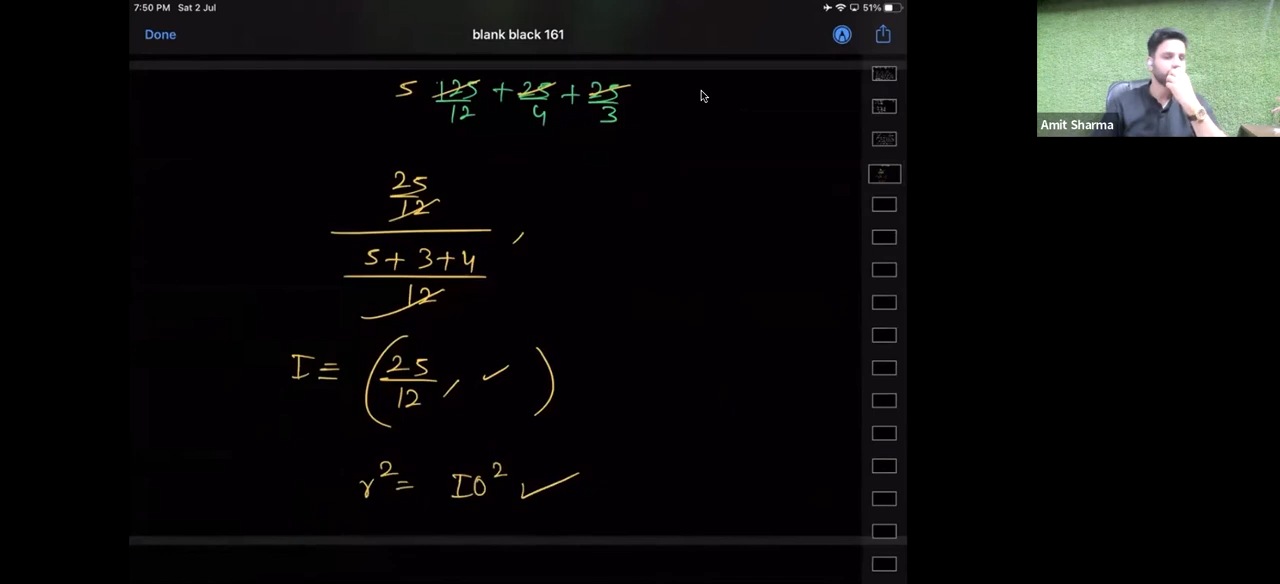 7:50 PM Sat 2 Jul 51%
Done blank black 161
5 125/12 + 25/4 + 25/3
25/12
5 + 3 + 4
12
,
I ≡ (25/12, ✓)
r² = IO² ✓
Amit Sharma